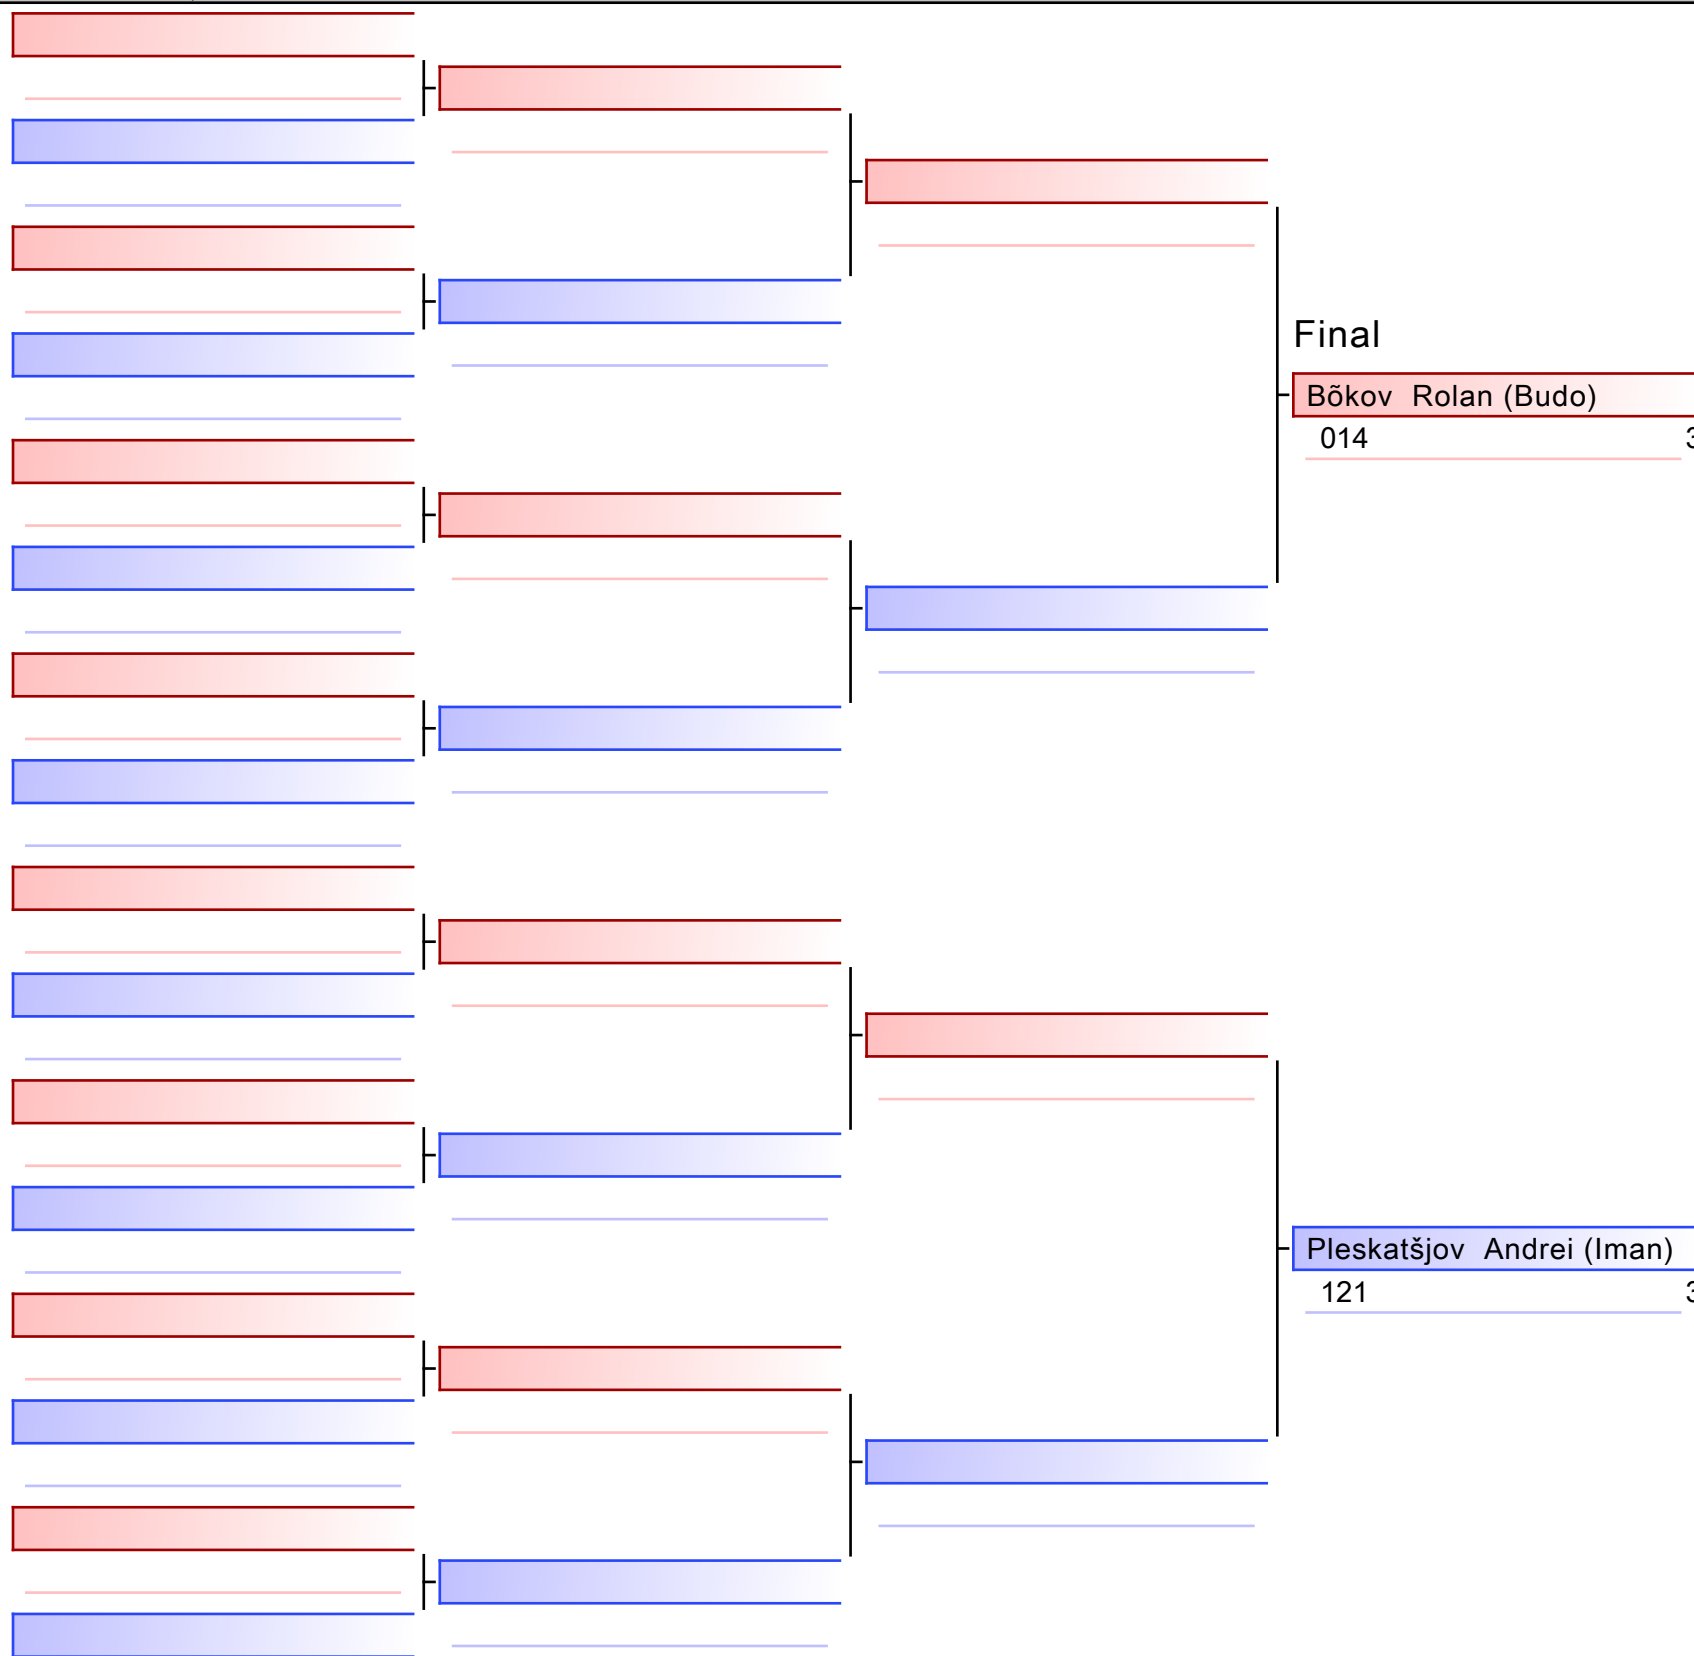 Final
Bõkov  Rolan (Budo)
014
Pleskatšjov  Andrei (Iman)
121